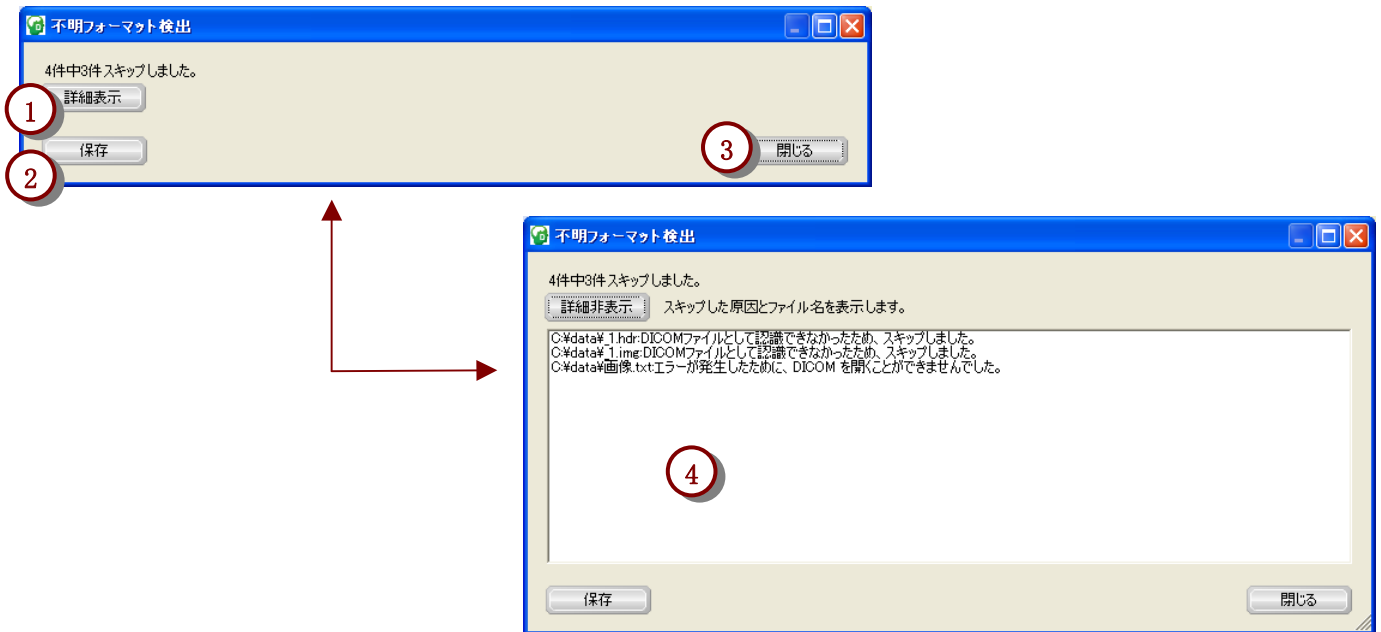 不明フォーマット検出
4件中3件スキップしました。
1 詳細表示
2 保存
3 閉じる
不明フォーマット検出
4件中3件スキップしました。
詳細非表示 スキップした原因とファイル名を表示します。
C:¥data¥_1.hdr:DICOMファイルとして認識できなかったため、スキップしました。
C:¥data¥_1.img:DICOMファイルとして認識できなかったため、スキップしました。
C:¥data¥画像.txt:エラーが発生したために、DICOM を開くことができませんでした。
4
保存 閉じる